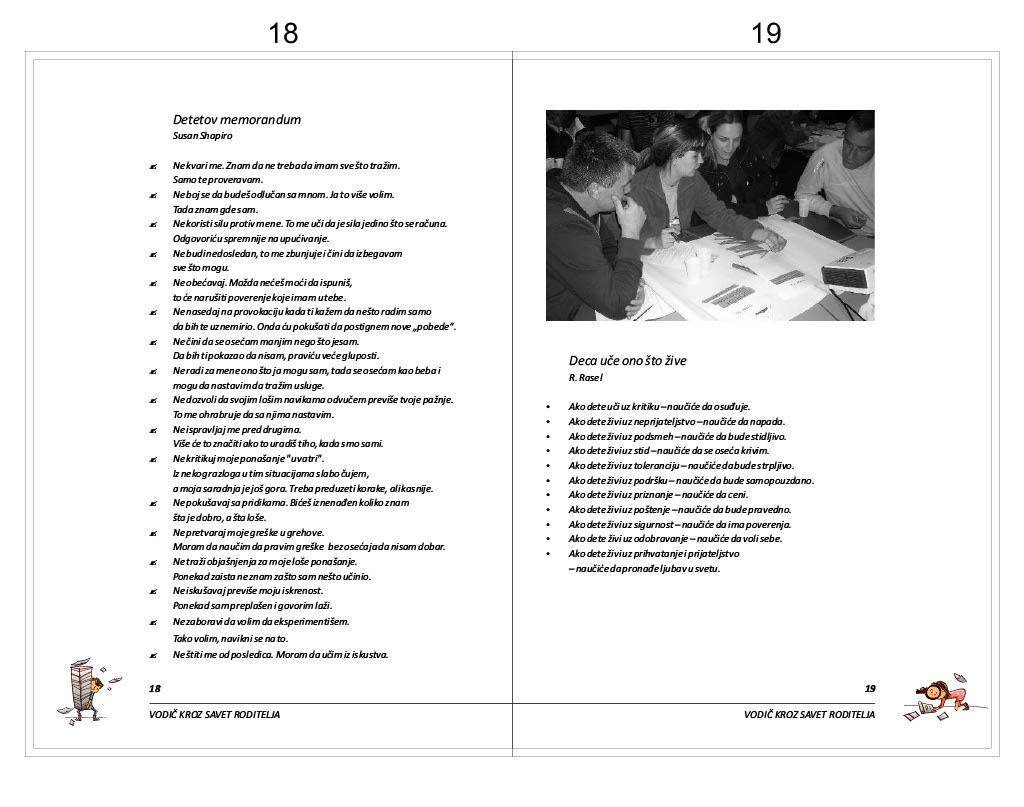 18
Detetov memorandum
Susan Shapiro
Ne kvari me. Znam da ne treba da imam sve što tražim.
Samo te proveravam.
Ne boj se da budeš odlučan sa mnom. Ja to više volim.
Tada znam gde sam.
Ne koristi silu protiv mene. To me uči da je sila jedino što se računa.
Odgovoriću spremnije na upućivanje.
Ne budi nedosledan, to me zbunjuje i čini da izbegavam
sve što mogu.
Ne obećavaj. Možda nećeš moći da ispuniš,
to će narušiti poverenje koje imam u tebe.
Ne nasedaj na provokaciju kada ti kažem da nešto radim samo
da bih te uznemirio. Onda ću pokušati da postignem nove „pobede“.
Ne čini da se osećam manjim nego što jesam.
Da bih ti pokazao da nisam, praviću veće gluposti.
Ne radi za mene ono što ja mogu sam, tada se osećam kao beba i
mogu da nastavim da tražim usluge.
Ne dozvoli da svojim lošim navikama odvučem previše tvoje pažnje.
To me ohrabruje da sa njima nastavim.
Ne ispravljaj me pred drugima.
Više će to značiti ako to uradiš tiho, kada smo sami.
Ne kritikuj moje ponašanje "u vatri".
Iz nekog razloga u tim situacijama slabo čujem,
a moja saradnja je još gora. Treba preduzeti korake, ali kasnije.
Ne pokušavaj sa pridikama. Bićeš iznenađen koliko znam
šta je dobro, a šta loše.
Ne pretvaraj moje greške u grehove.
Moram da naučim da pravim greške bez osećaja da nisam dobar.
Ne traži objašnjenja za moje loše ponašanje.
Ponekad zaista ne znam zašto sam nešto učinio.
Ne iskušavaj previše moju iskrenost.
Ponekad sam preplašen i govorim laži.
Ne zaboravi da volim da eksperimentišem.
Tako volim, navikni se na to.
Ne štiti me od posledica. Moram da učim iz iskustva.
18
VODIČ KROZ SAVET RODITELJA
19
Deca uče ono što žive
R. Rasel
• Ako dete uči uz kritiku – naučiće da osuđuje.
• Ako dete živi uz neprijateljstvo – naučiće da napada.
• Ako dete živi uz podsmeh – naučiće da bude stidljivo.
• Ako dete živi uz stid – naučiće da se oseća krivim.
• Ako dete živi uz toleranciju – naučiće da bude strpljivo.
• Ako dete živi uz podršku – naučiće da bude samopouzdano.
• Ako dete živi uz priznanje – naučiće da ceni.
• Ako dete živi uz poštenje – naučiće da bude pravedno.
• Ako dete živi uz sigurnost – naučiće da ima poverenja.
• Ako dete živi uz odobravanje – naučiće da voli sebe.
• Ako dete živi uz prihvatanje i prijateljstvo
– naučiće da pronađe ljubav u svetu.
19
VODIČ KROZ SAVET RODITELJA